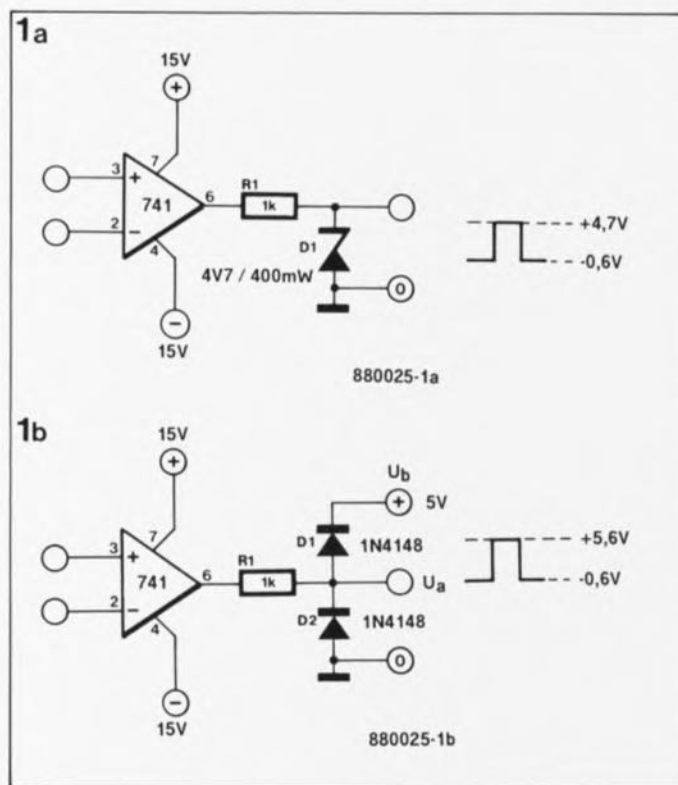 1a
15V
+
3
+
7
741
6
R1
1k
2
−
4
D1
4V7 / 400mW
0
−
15V
+4,7V
-0,6V
880025-1a
1b
15V
+
Ub
+
5V
3
+
7
741
6
R1
1k
D1
1N4148
Ua
2
−
4
D2
1N4148
0
−
15V
+5,6V
-0,6V
880025-1b